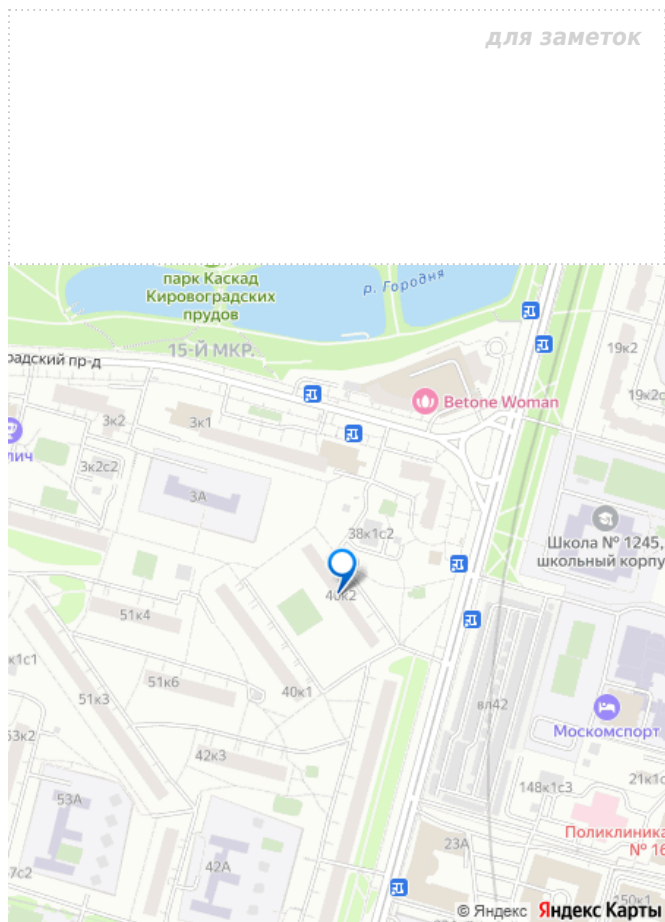 для заметок
парк Каскад
Кировоградских
прудов
р. Городня
15-Й МКР.
радский пр-д
19к2
19к2с
Betone Woman
3к2
3к1
лич
3к2с2
3А
38к1с2
Школа № 1245,
школьный корпу
40к2
51к4
к1с1
51к6
51к3
40к1
вл42
Москомспорт
53к2
42к3
148к1с3
21к1с
53А
Поликлиника
№ 16
23А
42А
7с2
150к1
© Яндекс Яндекс Карты